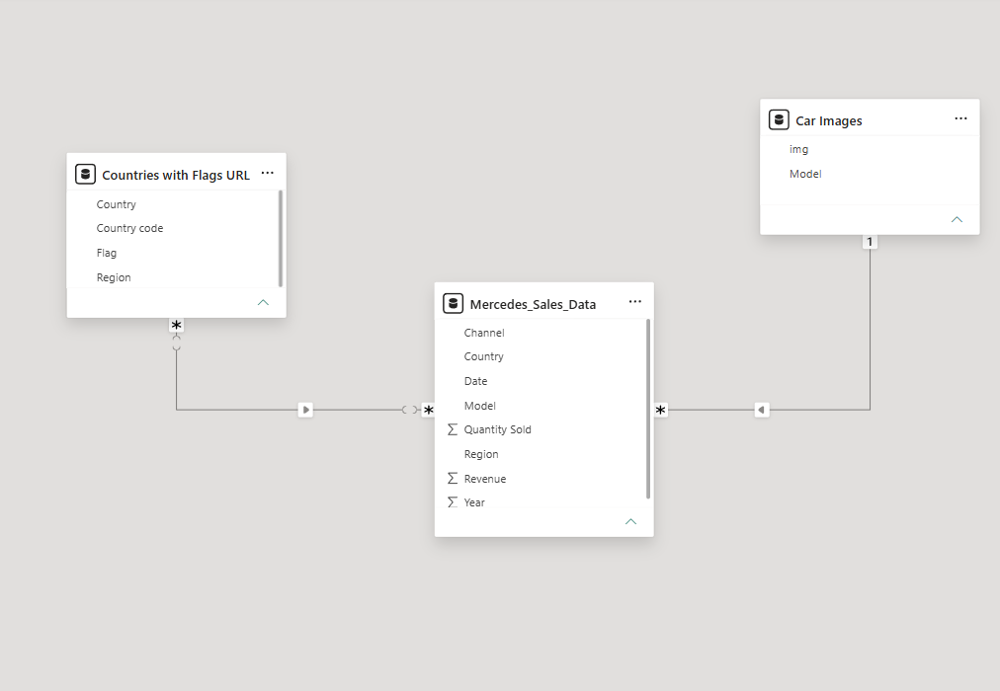 Countries with Flags URL
Country
Country code
Flag
Region
*
*
Mercedes_Sales_Data
Channel
Country
Date
Model
Σ Quantity Sold
Region
Σ Revenue
Σ Year
*
Car Images
img
Model
1